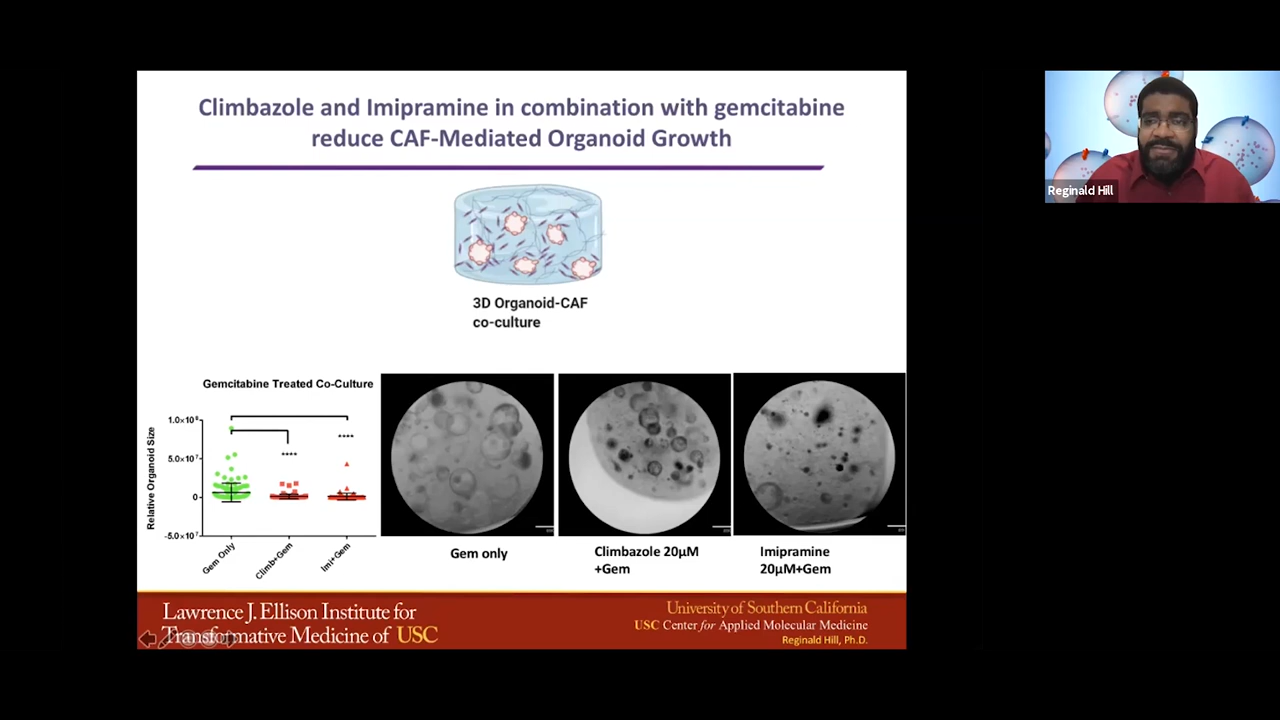 Climbazole and Imipramine in combination with gemcitabine
reduce CAF-Mediated Organoid Growth
Reginald Hill
3D Organoid-CAF
co-culture
Gemcitabine Treated Co-Culture
Relative Organoid Size
1.0×10⁸
5.0×10⁷
0
-5.0×10⁷
****
****
Gem Only
Climb+Gem
Imi+Gem
Gem only
Climbazole 20µM
+Gem
Imipramine
20µM+Gem
Lawrence J. Ellison Institute for
Transformative Medicine of USC
University of Southern California
USC Center for Applied Molecular Medicine
Reginald Hill, Ph.D.